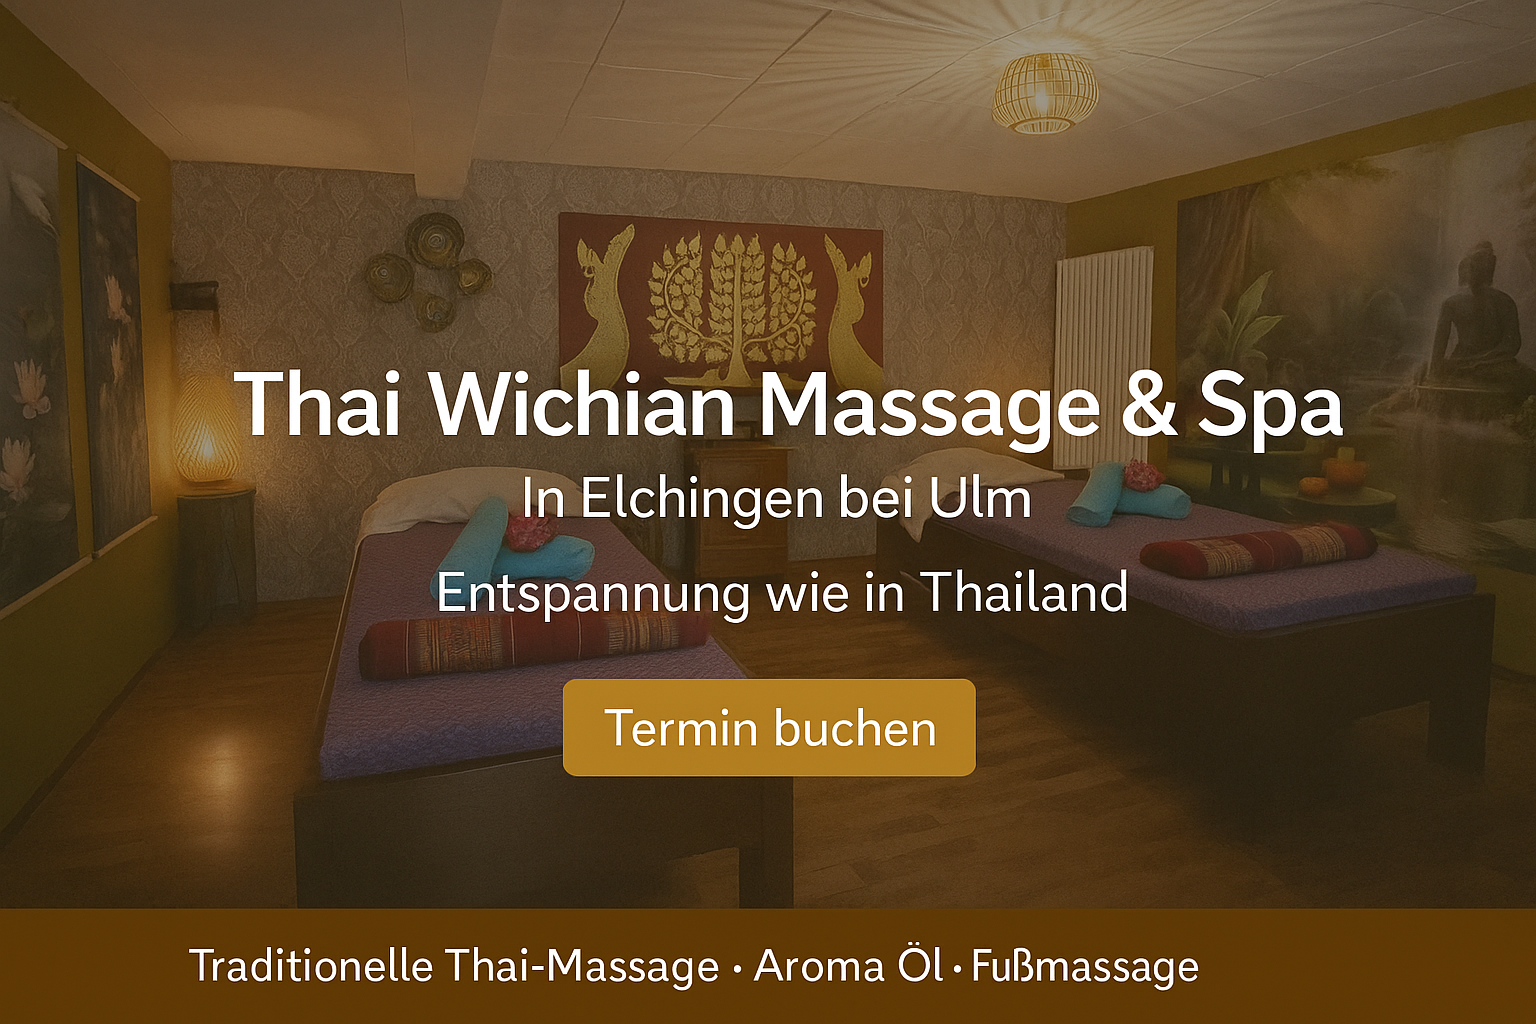 Thai Wichian Massage & Spa
In Elchingen bei Ulm
Entspannung wie in Thailand
Termin buchen
Traditionelle Thai-Massage · Aroma Öl · Fußmassage